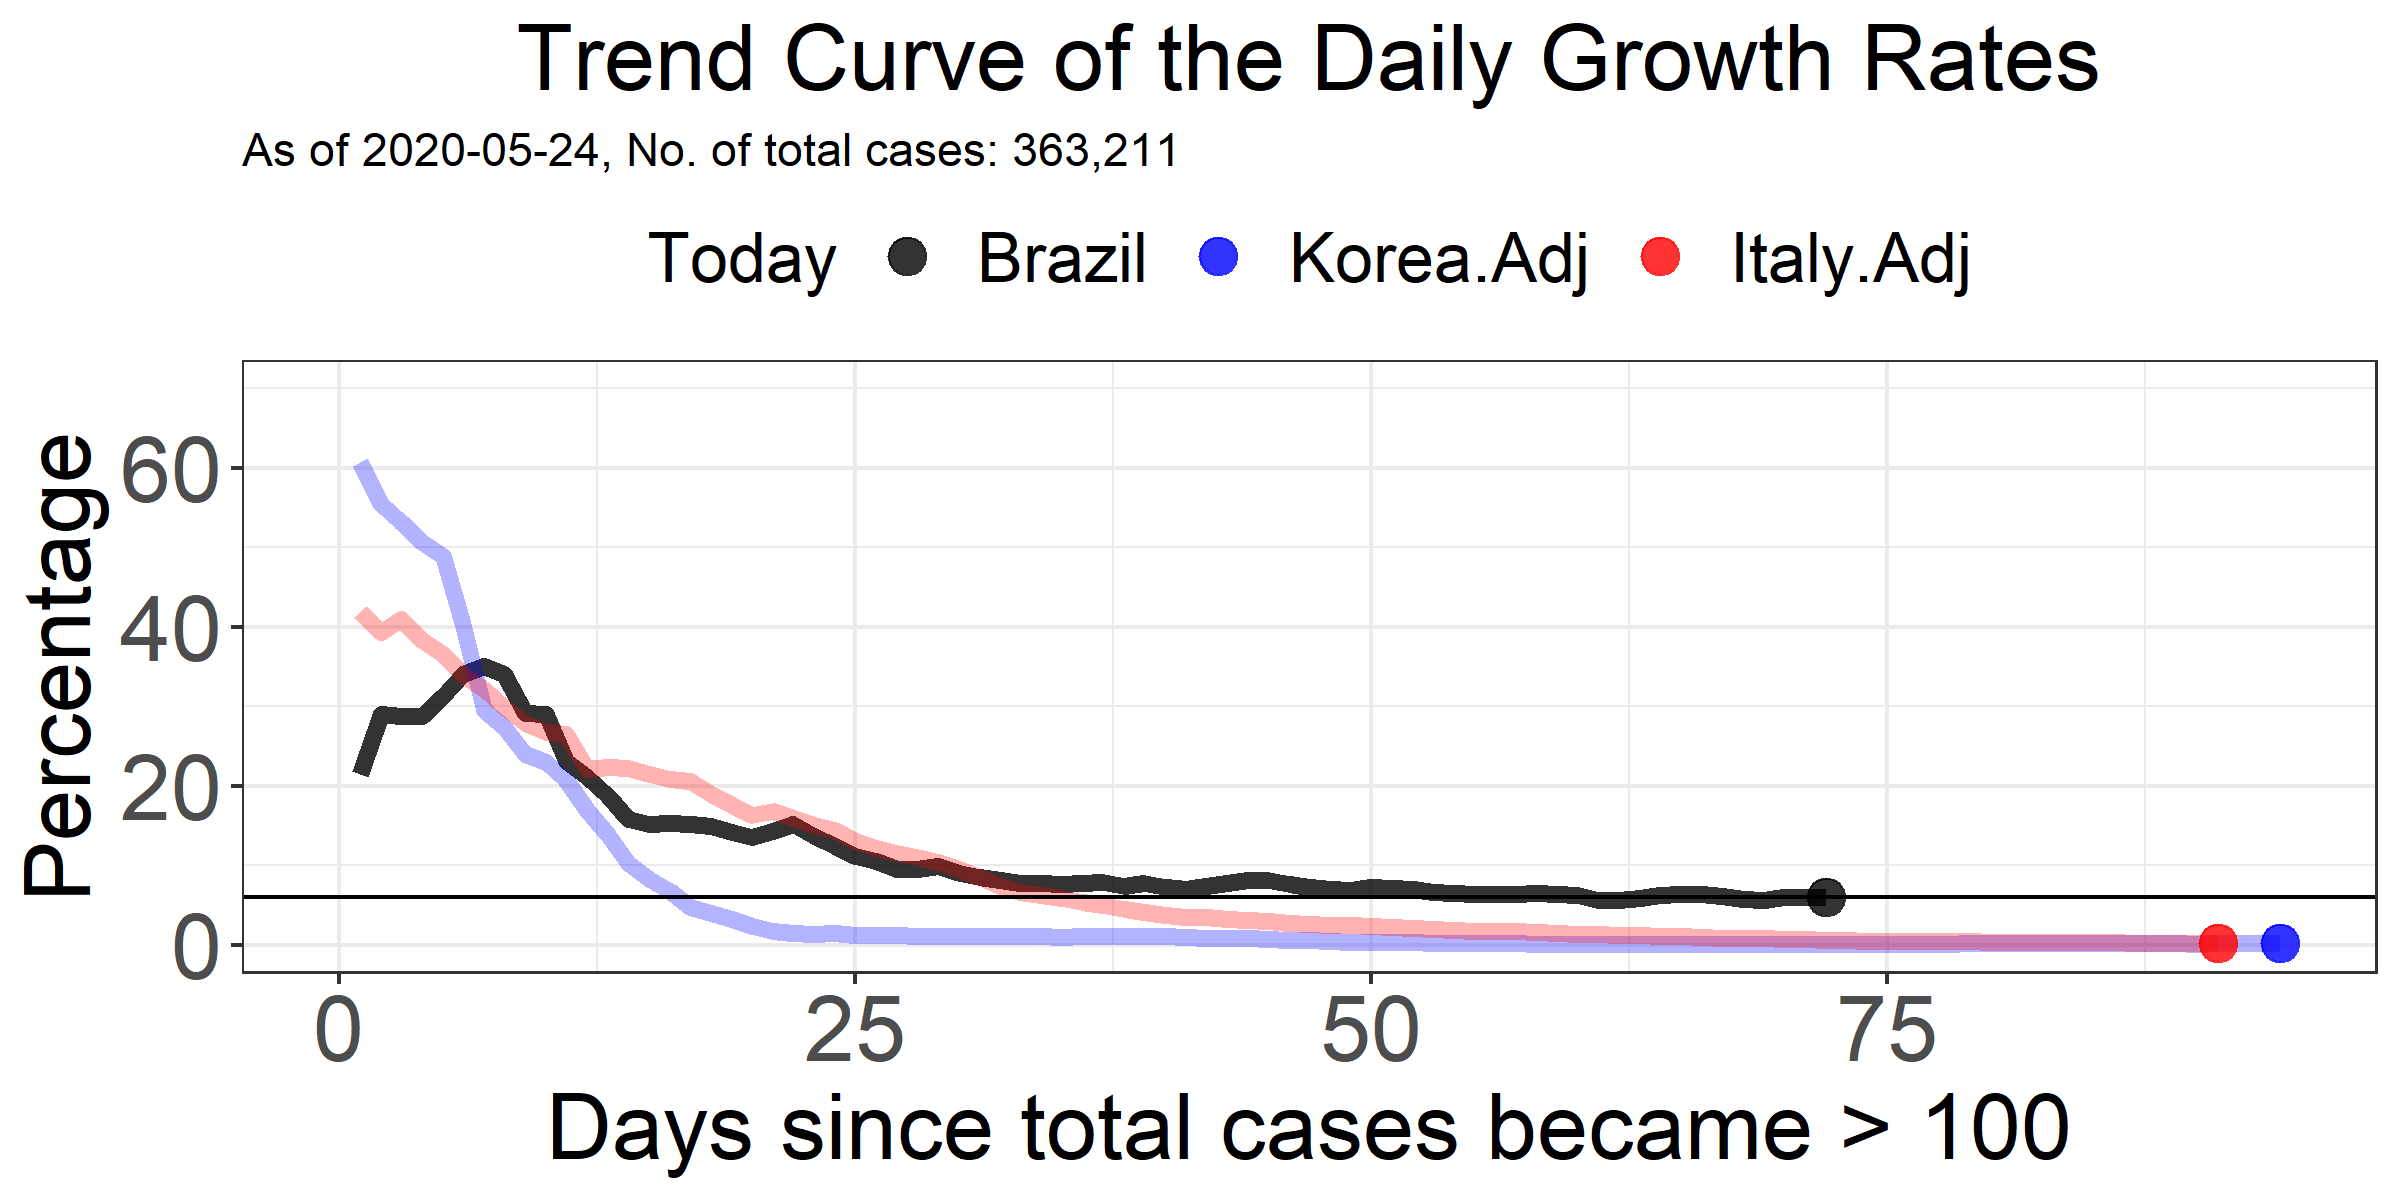 Trend Curve of the Daily Growth Rates
As of 2020-05-24, No. of total cases: 363,211
Today Brazil Korea.Adj Italy.Adj
Percentage
60
40
20
0
0 25 50 75
Days since total cases became > 100